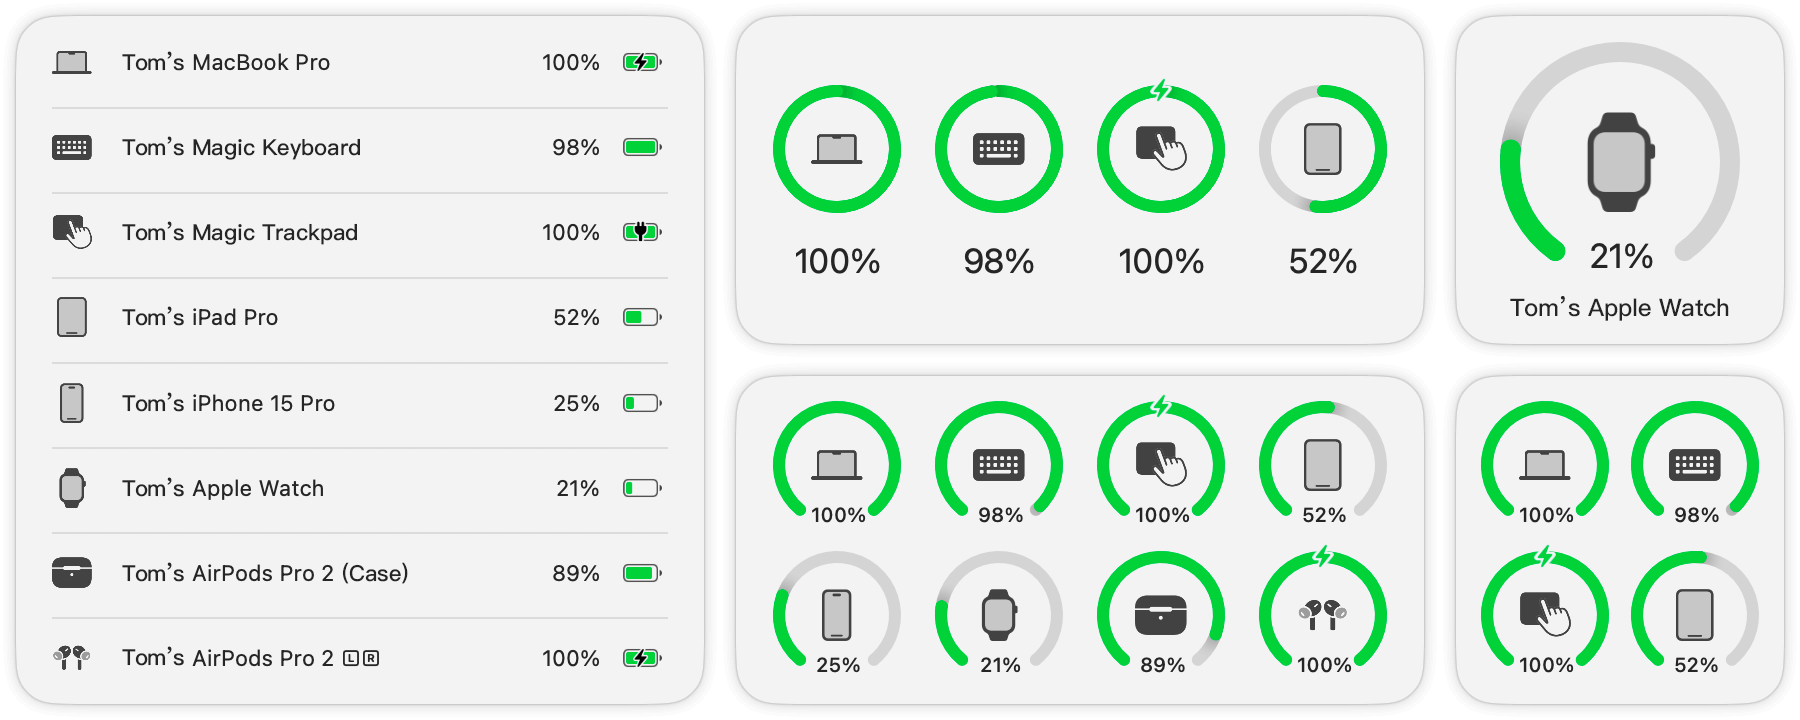 Tom’s MacBook Pro 100%
Tom’s Magic Keyboard 98%
Tom’s Magic Trackpad 100%
Tom’s iPad Pro 52%
Tom’s iPhone 15 Pro 25%
Tom’s Apple Watch 21%
Tom’s AirPods Pro 2 (Case) 89%
Tom’s AirPods Pro 2 L R 100%
100% 98% 100% 52%
21%
Tom’s Apple Watch
100% 98% 100% 52%
25% 21% 89% 100%
100% 98%
100% 52%